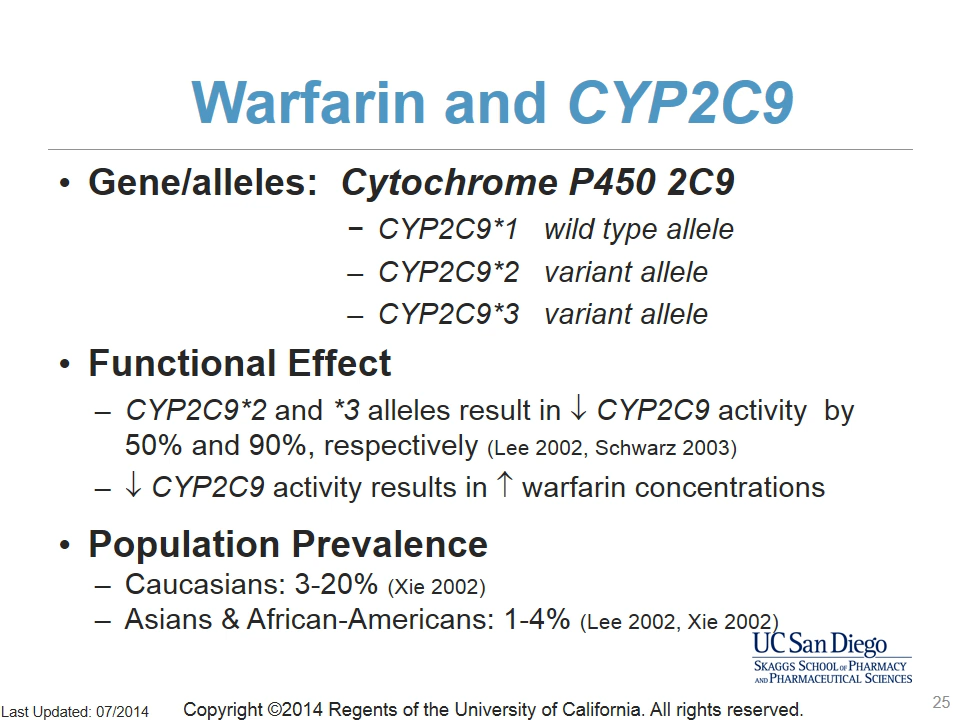 Warfarin and CYP2C9
• Gene/alleles: Cytochrome P450 2C9
– CYP2C9*1 wild type allele
– CYP2C9*2 variant allele
– CYP2C9*3 variant allele
• Functional Effect
– CYP2C9*2 and *3 alleles result in ↓ CYP2C9 activity by
50% and 90%, respectively (Lee 2002, Schwarz 2003)
– ↓ CYP2C9 activity results in ↑ warfarin concentrations
• Population Prevalence
– Caucasians: 3-20% (Xie 2002)
– Asians & African-Americans: 1-4% (Lee 2002, Xie 2002)
UC San Diego
SKAGGS SCHOOL OF PHARMACY
AND PHARMACEUTICAL SCIENCES
Last Updated: 07/2014 Copyright ©2014 Regents of the University of California. All rights reserved.
25